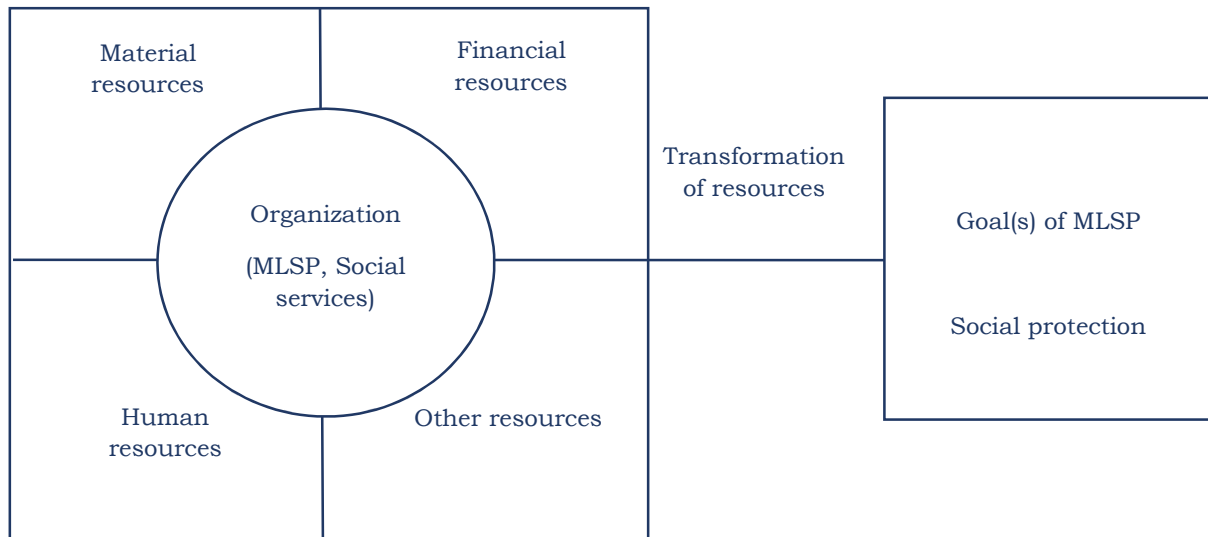 Material
resources
Financial
resources
Transformation
of resources
Organization
(MLSP, Social
services)
Goal(s) of MLSP
Social protection
Human
resources
Other resources